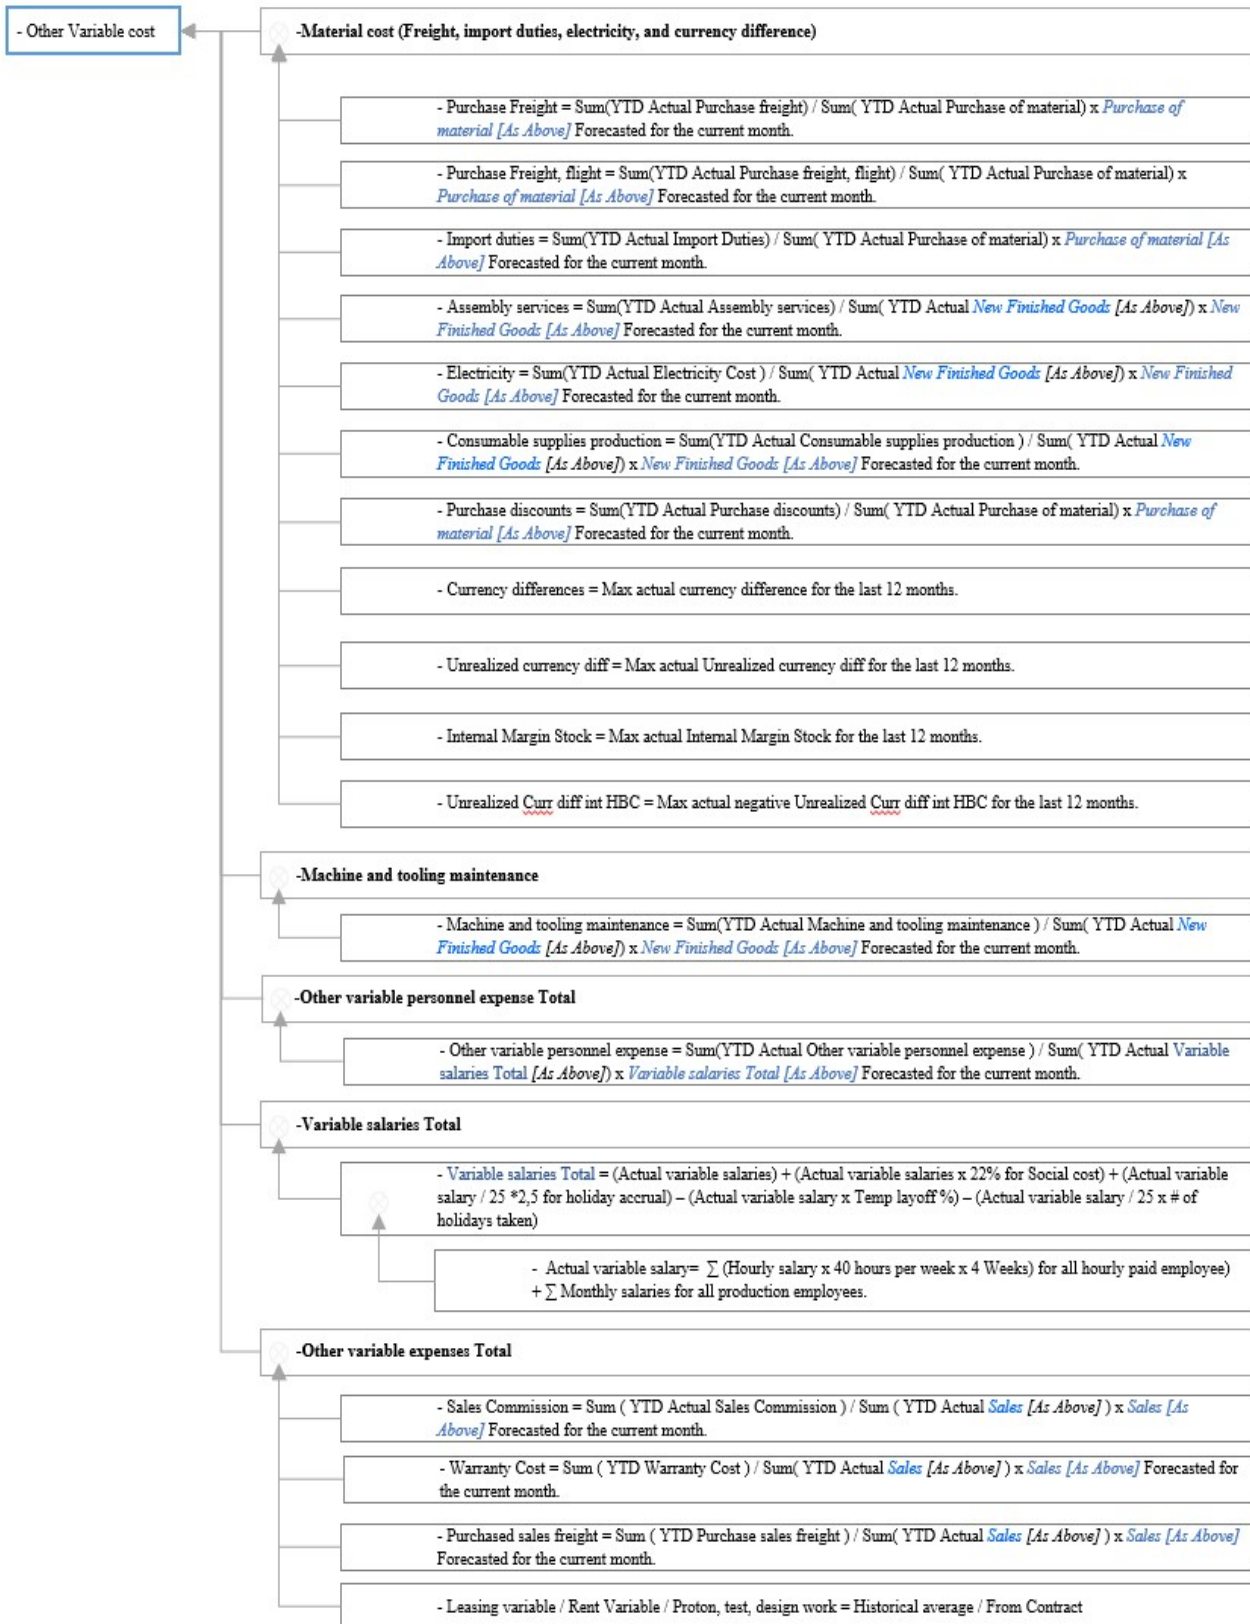 - Other Variable cost
-Material cost (Freight, import duties, electricity, and currency difference)
- Purchase Freight = Sum(YTD Actual Purchase freight) / Sum( YTD Actual Purchase of material) x Purchase of
material [As Above] Forecasted for the current month.
- Purchase Freight, flight = Sum(YTD Actual Purchase freight, flight) / Sum( YTD Actual Purchase of material) x
Purchase of material [As Above] Forecasted for the current month.
- Import duties = Sum(YTD Actual Import Duties) / Sum( YTD Actual Purchase of material) x Purchase of material [As
Above] Forecasted for the current month.
- Assembly services = Sum(YTD Actual Assembly services) / Sum( YTD Actual New Finished Goods [As Above]) x New
Finished Goods [As Above] Forecasted for the current month.
- Electricity = Sum(YTD Actual Electricity Cost ) / Sum( YTD Actual New Finished Goods [As Above]) x New Finished
Goods [As Above] Forecasted for the current month.
- Consumable supplies production = Sum(YTD Actual Consumable supplies production ) / Sum( YTD Actual New
Finished Goods [As Above]) x New Finished Goods [As Above] Forecasted for the current month.
- Purchase discounts = Sum(YTD Actual Purchase discounts) / Sum( YTD Actual Purchase of material) x Purchase of
material [As Above] Forecasted for the current month.
- Currency differences = Max actual currency difference for the last 12 months.
- Unrealized currency diff = Max actual Unrealized currency diff for the last 12 months.
- Internal Margin Stock = Max actual Internal Margin Stock for the last 12 months.
- Unrealized Curr diff int HBC = Max actual negative Unrealized Curr diff int HBC for the last 12 months.
-Machine and tooling maintenance
- Machine and tooling maintenance = Sum(YTD Actual Machine and tooling maintenance ) / Sum( YTD Actual New
Finished Goods [As Above]) x New Finished Goods [As Above] Forecasted for the current month.
-Other variable personnel expense Total
- Other variable personnel expense = Sum(YTD Actual Other variable personnel expense ) / Sum( YTD Actual Variable
salaries Total [As Above]) x Variable salaries Total [As Above] Forecasted for the current month.
-Variable salaries Total
- Variable salaries Total = (Actual variable salaries) + (Actual variable salaries x 22% for Social cost) + (Actual variable
salary / 25 *2,5 for holiday accrual) – (Actual variable salary x Temp layoff %) – (Actual variable salary / 25 x # of
holidays taken)
- Actual variable salary= ∑ (Hourly salary x 40 hours per week x 4 Weeks) for all hourly paid employee)
+ ∑ Monthly salaries for all production employees.
-Other variable expenses Total
- Sales Commission = Sum ( YTD Actual Sales Commission ) / Sum ( YTD Actual Sales [As Above] ) x Sales [As
Above] Forecasted for the current month.
- Warranty Cost = Sum ( YTD Warranty Cost ) / Sum( YTD Actual Sales [As Above] ) x Sales [As Above] Forecasted for
the current month.
- Purchased sales freight = Sum ( YTD Purchase sales freight ) / Sum( YTD Actual Sales [As Above] ) x Sales [As Above]
Forecasted for the current month.
- Leasing variable / Rent Variable / Proton, test, design work = Historical average / From Contract